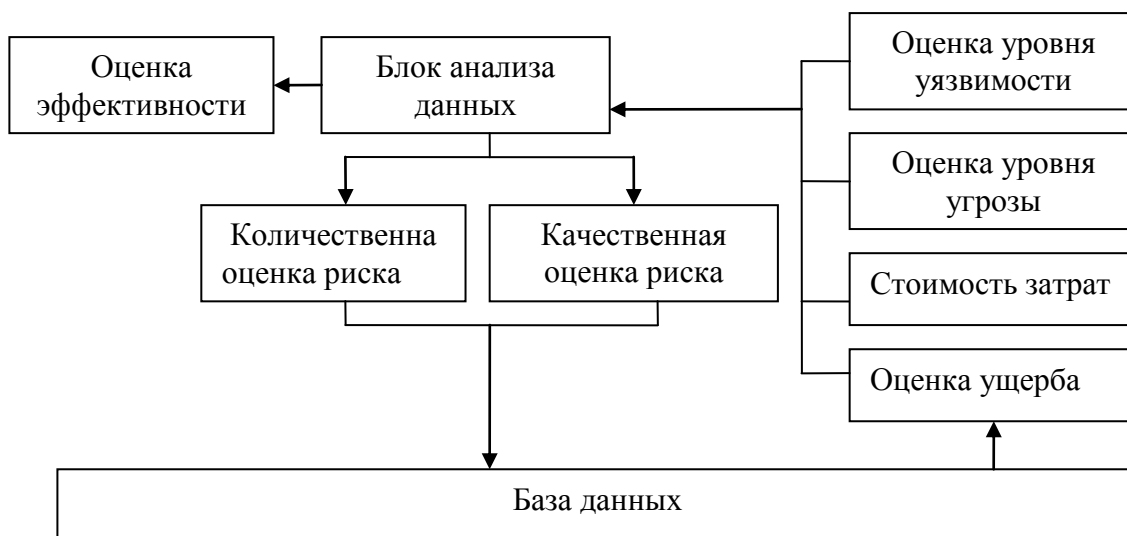 Оценка
эффективности
Блок анализа
данных
Оценка уровня
уязвимости
Оценка уровня
угрозы
Количественна
оценка риска
Качественная
оценка риска
Стоимость затрат
Оценка ущерба
База данных